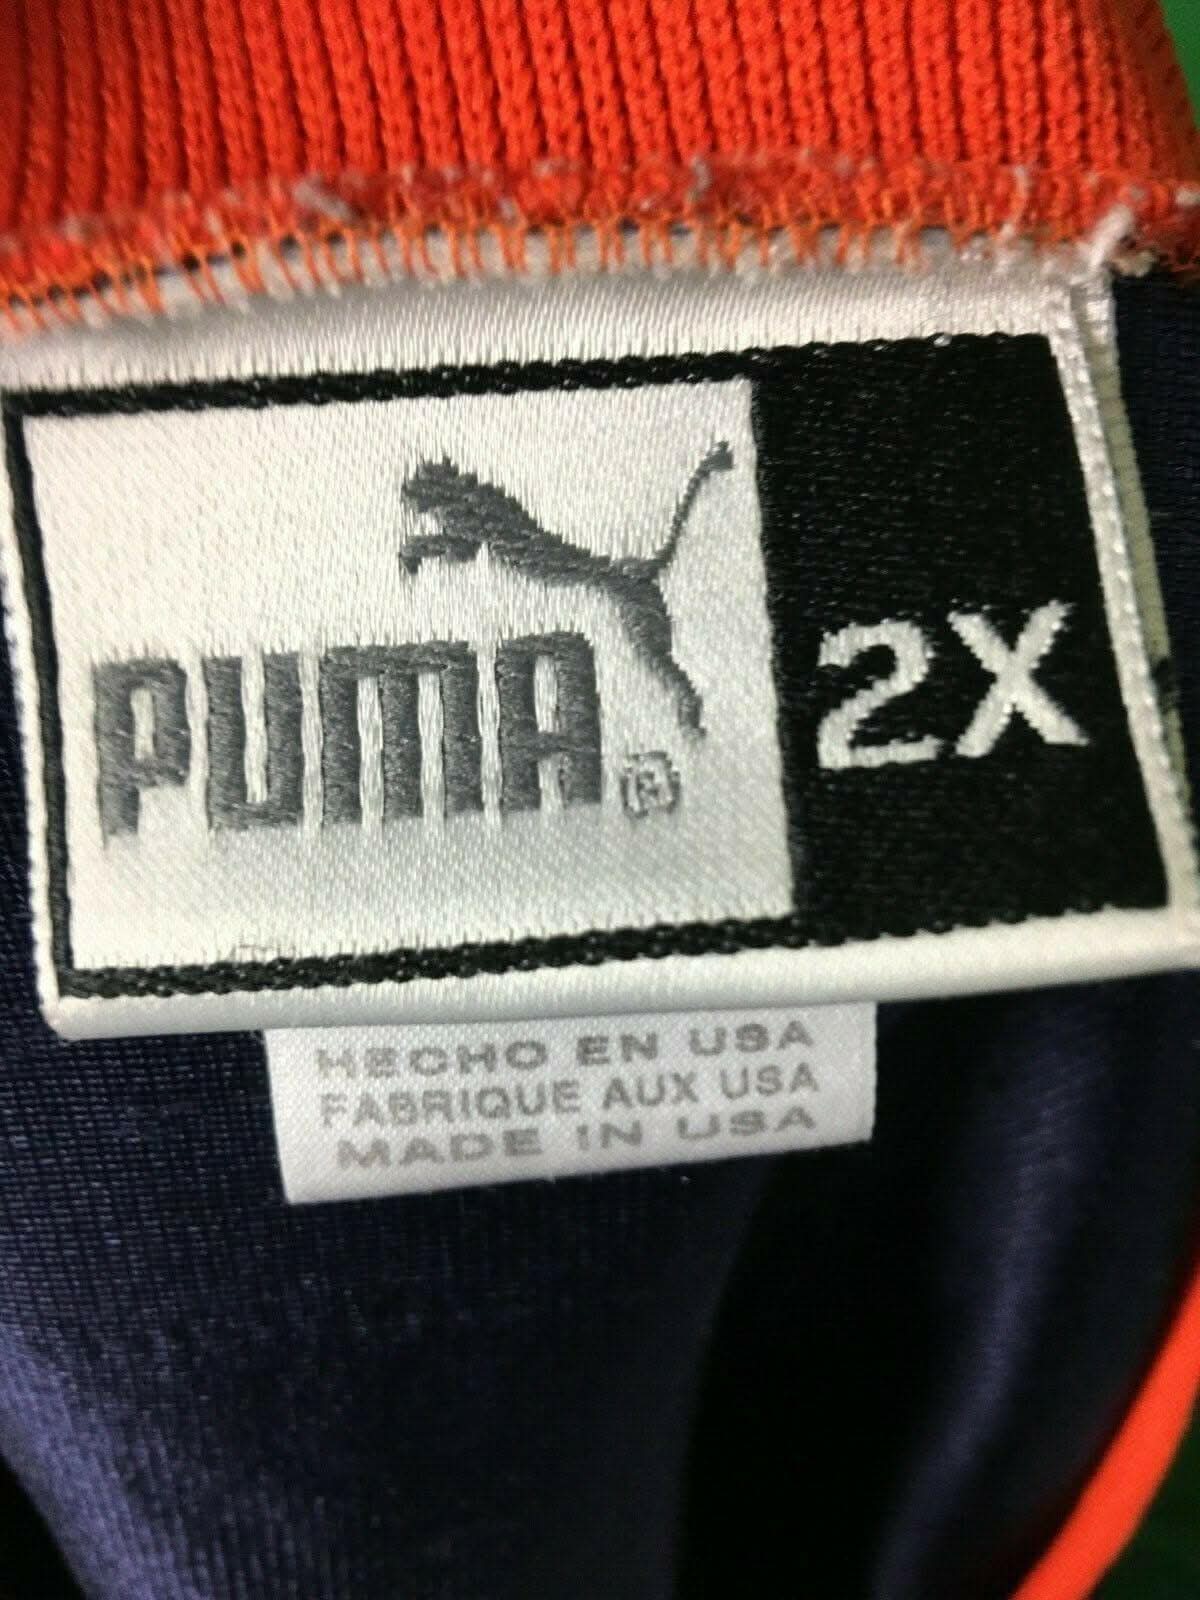 PUMA®
2X
HECHO EN USA
FABRIQUE AUX USA
MADE IN USA